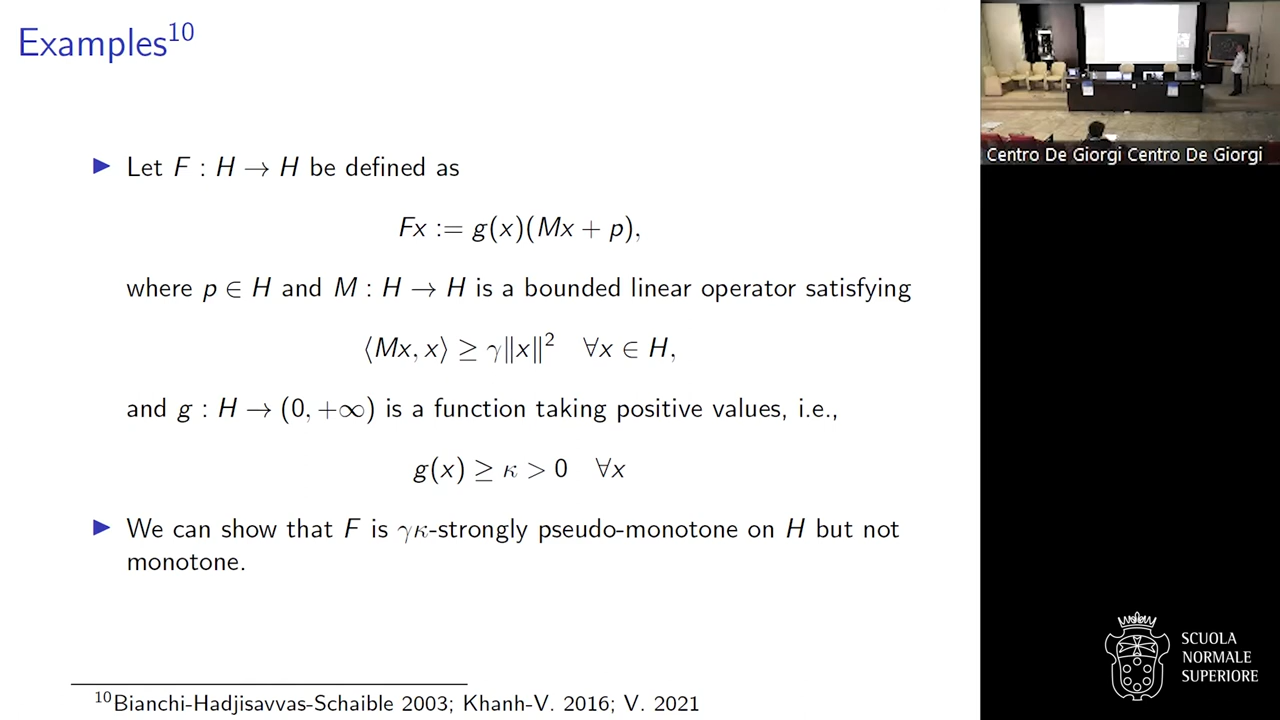 Examples¹⁰
▶ Let F : H → H be defined as
Fx := g(x)(Mx + p),
where p ∈ H and M : H → H is a bounded linear operator satisfying
⟨Mx, x⟩ ≥ γ‖x‖² ∀x ∈ H,
and g : H → (0, +∞) is a function taking positive values, i.e.,
g(x) ≥ κ > 0 ∀x
▶ We can show that F is γκ-strongly pseudo-monotone on H but not
monotone.
¹⁰Bianchi-Hadjisavvas-Schaible 2003; Khanh-V. 2016; V. 2021
Centro De Giorgi Centro De Giorgi
SCUOLA
NORMALE
SUPERIORE